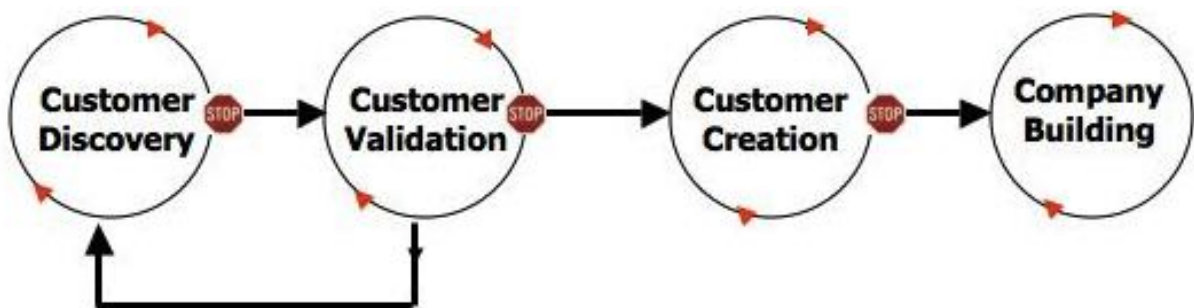 Customer
Discovery
STOP
Customer
Validation
STOP
Customer
Creation
STOP
Company
Building